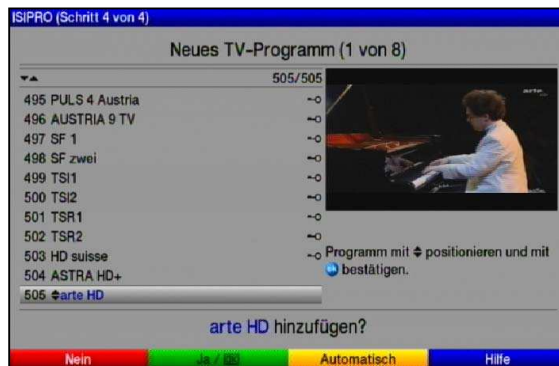 ISIPRO (Schritt 4 von 4)
Neues TV-Programm (1 von 8)
505/505
495 PULS 4 Austria
496 AUSTRIA 9 TV
497 SF 1
498 SF zwei
499 TSI1
500 TSI2
501 TSR1
502 TSR2
503 HD suisse
504 ASTRA HD+
505 arte HD
arte
Programm mit positionieren und mit
ok bestätigen.
arte HD hinzufügen?
Nein
Ja / OK
Automatisch
Hilfe